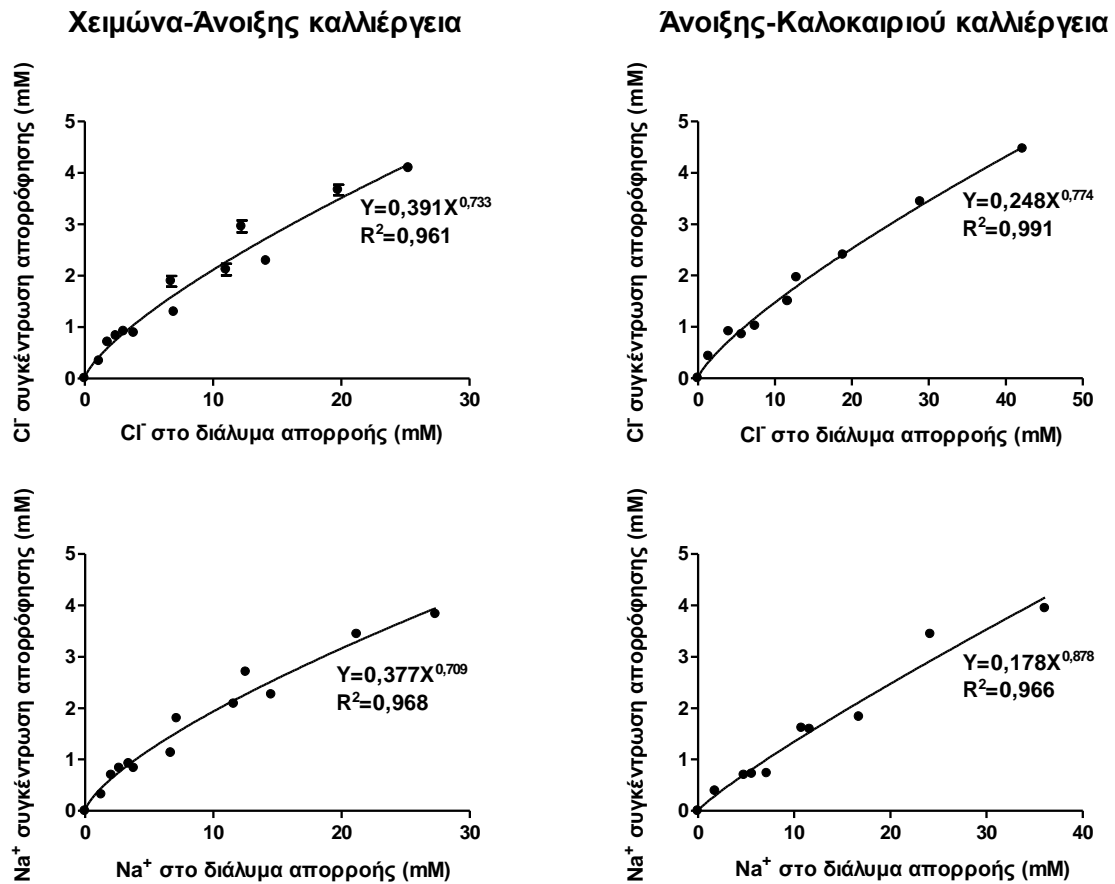 Χειμώνα-Άνοιξης καλλιέργεια
Άνοιξης-Καλοκαιριού καλλιέργεια
Cl⁻ συγκέντρωση απορρόφησης (mM)
5
4
3
2
1
0
Y=0,391X^0,733
R²=0,961
0 10 20 30
Cl⁻ στο διάλυμα απορροής (mM)
Cl⁻ συγκέντρωση απορρόφησης (mM)
5
4
3
2
1
0
Y=0,248X^0,774
R²=0,991
0 10 20 30 40 50
Cl⁻ στο διάλυμα απορροής (mM)
Na⁺ συγκέντρωση απορρόφησης (mM)
5
4
3
2
1
0
Y=0,377X^0,709
R²=0,968
0 10 20 30
Na⁺ στο διάλυμα απορροής (mM)
Na⁺ συγκέντρωση απορρόφησης (mM)
5
4
3
2
1
0
Y=0,178X^0,878
R²=0,966
0 10 20 30 40
Na⁺ στο διάλυμα απορροής (mM)